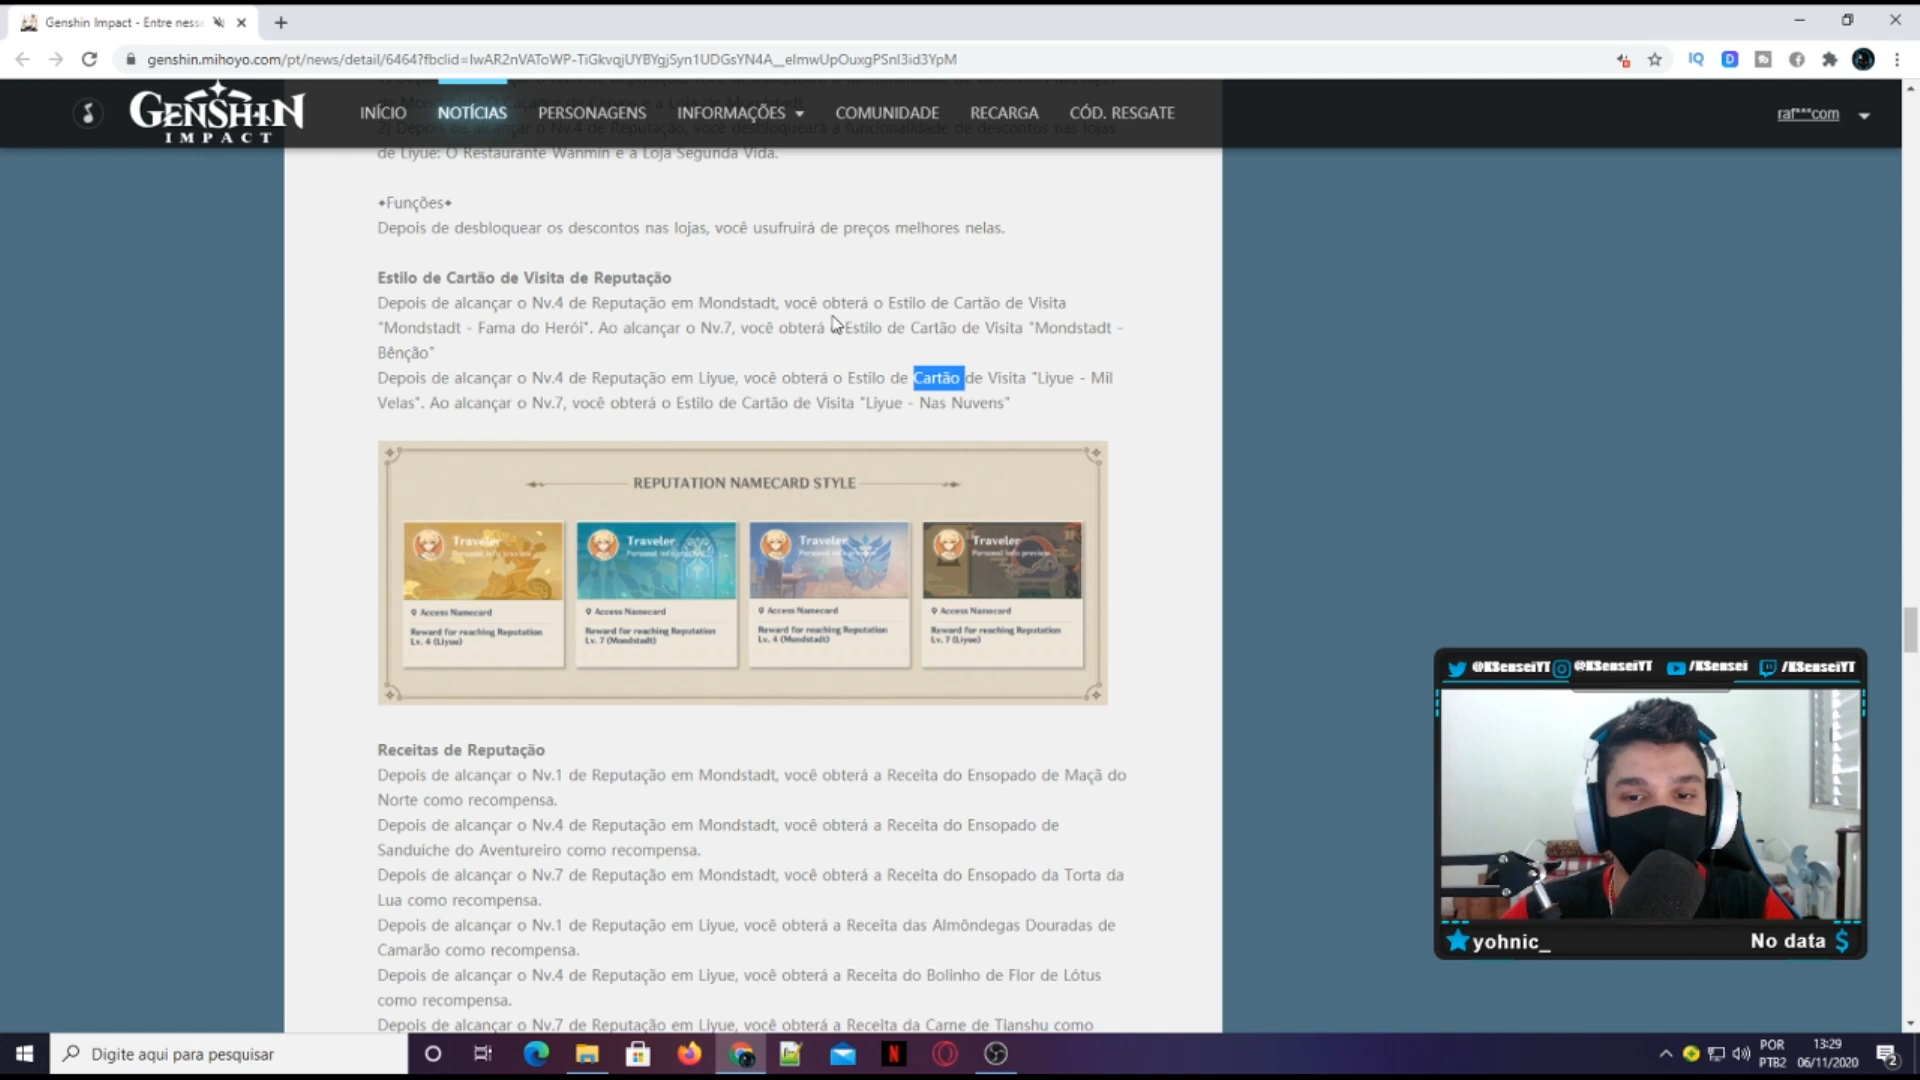 Genshin Impact - Entre ness
genshin.mihoyo.com/pt/news/detail/6464?fbclid=IwAR2nVAToWP-TiGkvqjUYBYgjSyn1UDGsYN4A__eImwUpOuxgPSnI3id3YpM
GENSHIN
IMPACT
INÍCIO
NOTÍCIAS
PERSONAGENS
INFORMAÇÕES
COMUNIDADE
RECARGA
CÓD. RESGATE
raf***com
2) Depois de alcançar o Nv.4 de Reputação, você desbloqueará a funcionalidade de descontos nas lojas
de Liyue: O Restaurante Wanmin e a Loja Segunda Vida.
✦Funções✦
Depois de desbloquear os descontos nas lojas, você usufruirá de preços melhores nelas.
Estilo de Cartão de Visita de Reputação
Depois de alcançar o Nv.4 de Reputação em Mondstadt, você obterá o Estilo de Cartão de Visita
"Mondstadt - Fama do Herói". Ao alcançar o Nv.7, você obterá o Estilo de Cartão de Visita "Mondstadt -
Bênção"
Depois de alcançar o Nv.4 de Reputação em Liyue, você obterá o Estilo de Cartão de Visita "Liyue - Mil
Velas". Ao alcançar o Nv.7, você obterá o Estilo de Cartão de Visita "Liyue - Nas Nuvens"
REPUTATION NAMECARD STYLE
Traveler
Personal info preview
Access Namecard
Reward for reaching Reputation
Lv. 4 (Liyue)
Traveler
Personal info preview
Access Namecard
Reward for reaching Reputation
Lv. 7 (Mondstadt)
Traveler
Personal info preview
Access Namecard
Reward for reaching Reputation
Lv. 4 (Mondstadt)
Traveler
Personal info preview
Access Namecard
Reward for reaching Reputation
Lv. 7 (Liyue)
Receitas de Reputação
Depois de alcançar o Nv.1 de Reputação em Mondstadt, você obterá a Receita do Ensopado de Maçã do
Norte como recompensa.
Depois de alcançar o Nv.4 de Reputação em Mondstadt, você obterá a Receita do Ensopado de
Sanduiche do Aventureiro como recompensa.
Depois de alcançar o Nv.7 de Reputação em Mondstadt, você obterá a Receita do Ensopado da Torta da
Lua como recompensa.
Depois de alcançar o Nv.1 de Reputação em Liyue, você obterá a Receita das Almôndegas Douradas de
Camarão como recompensa.
Depois de alcançar o Nv.4 de Reputação em Liyue, você obterá a Receita do Bolinho de Flor de Lótus
como recompensa.
Depois de alcançar o Nv.7 de Reputação em Liyue, você obterá a Receita da Carne de Tianshu como
@KSenseiYT @KSenseiYT /KSensei /KSenseiYT
yohnic_
No data $
Digite aqui para pesquisar
POR
PTB2
13:29
06/11/2020
2